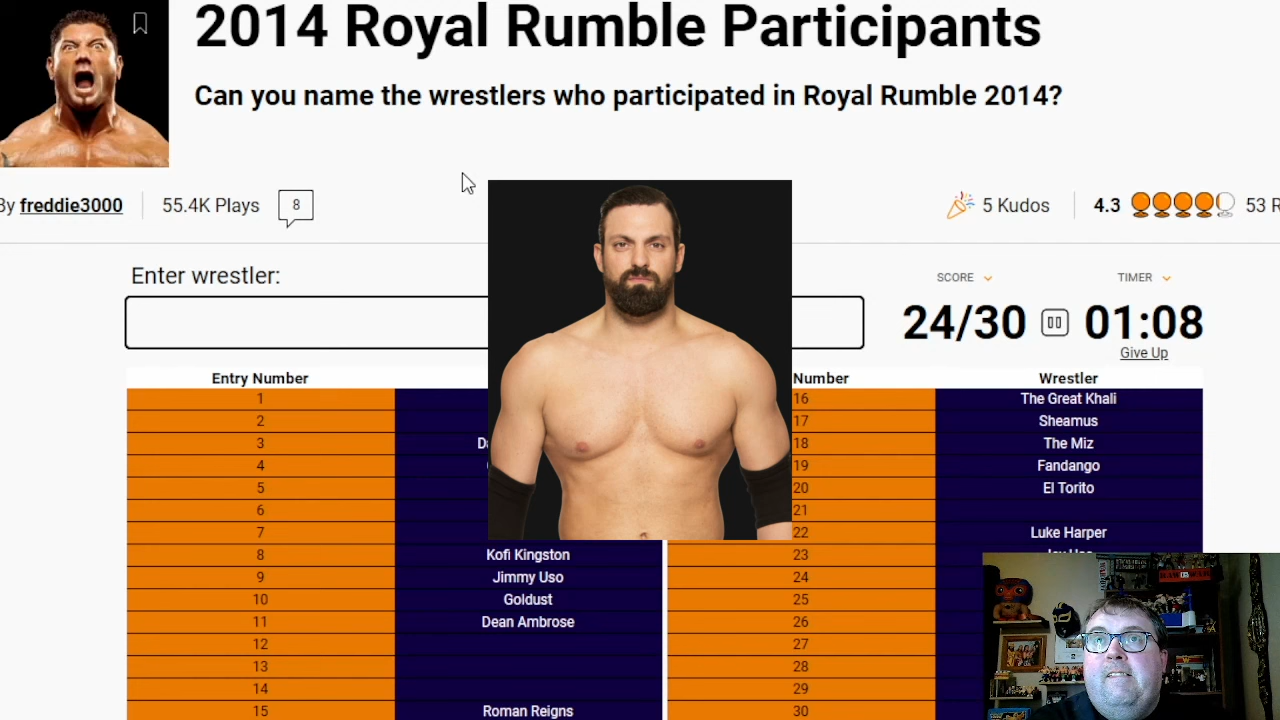 2014 Royal Rumble Participants
Can you name the wrestlers who participated in Royal Rumble 2014?
By freddie3000 55.4K Plays 8 5 Kudos 4.3 53 R
Enter wrestler:
SCORE TIMER
24/30 01:08
Give Up
Entry Number Number Wrestler
1 16 The Great Khali
2 17 Sheamus
3 18 The Miz
4 19 Fandango
5 20 El Torito
6 21
7 22 Luke Harper
8 Kofi Kingston 23
9 Jimmy Uso 24
10 Goldust 25
11 Dean Ambrose 26
12 27
13 28
14 29
15 Roman Reigns 30